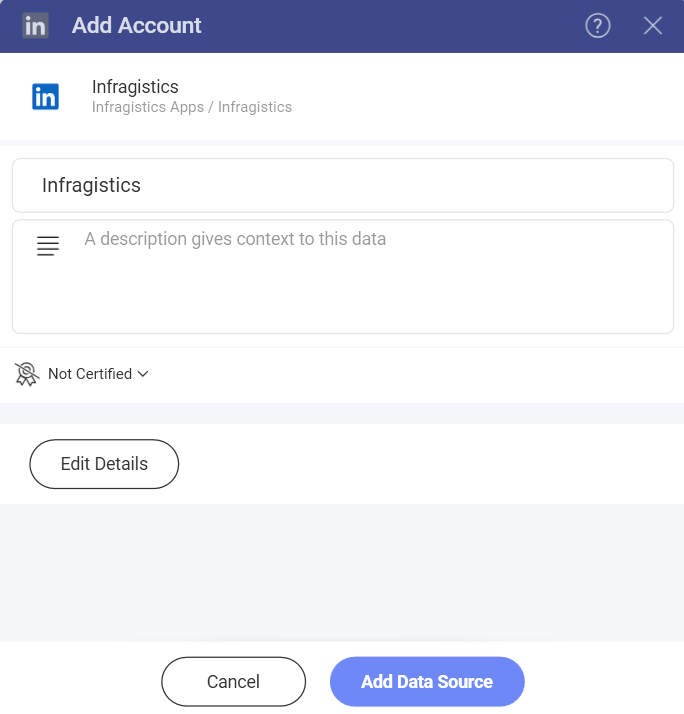 in Add Account ?
in Infragistics
Infragistics Apps / Infragistics
Infragistics
A description gives context to this data
Not Certified
Edit Details
Cancel Add Data Source